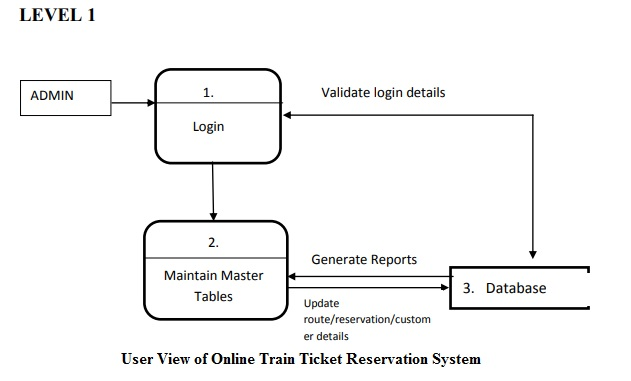 LEVEL 1
ADMIN
1.
Login
Validate login details
2.
Maintain Master
Tables
Generate Reports
Update
route/reservation/custom
er details
3. Database
User View of Online Train Ticket Reservation System